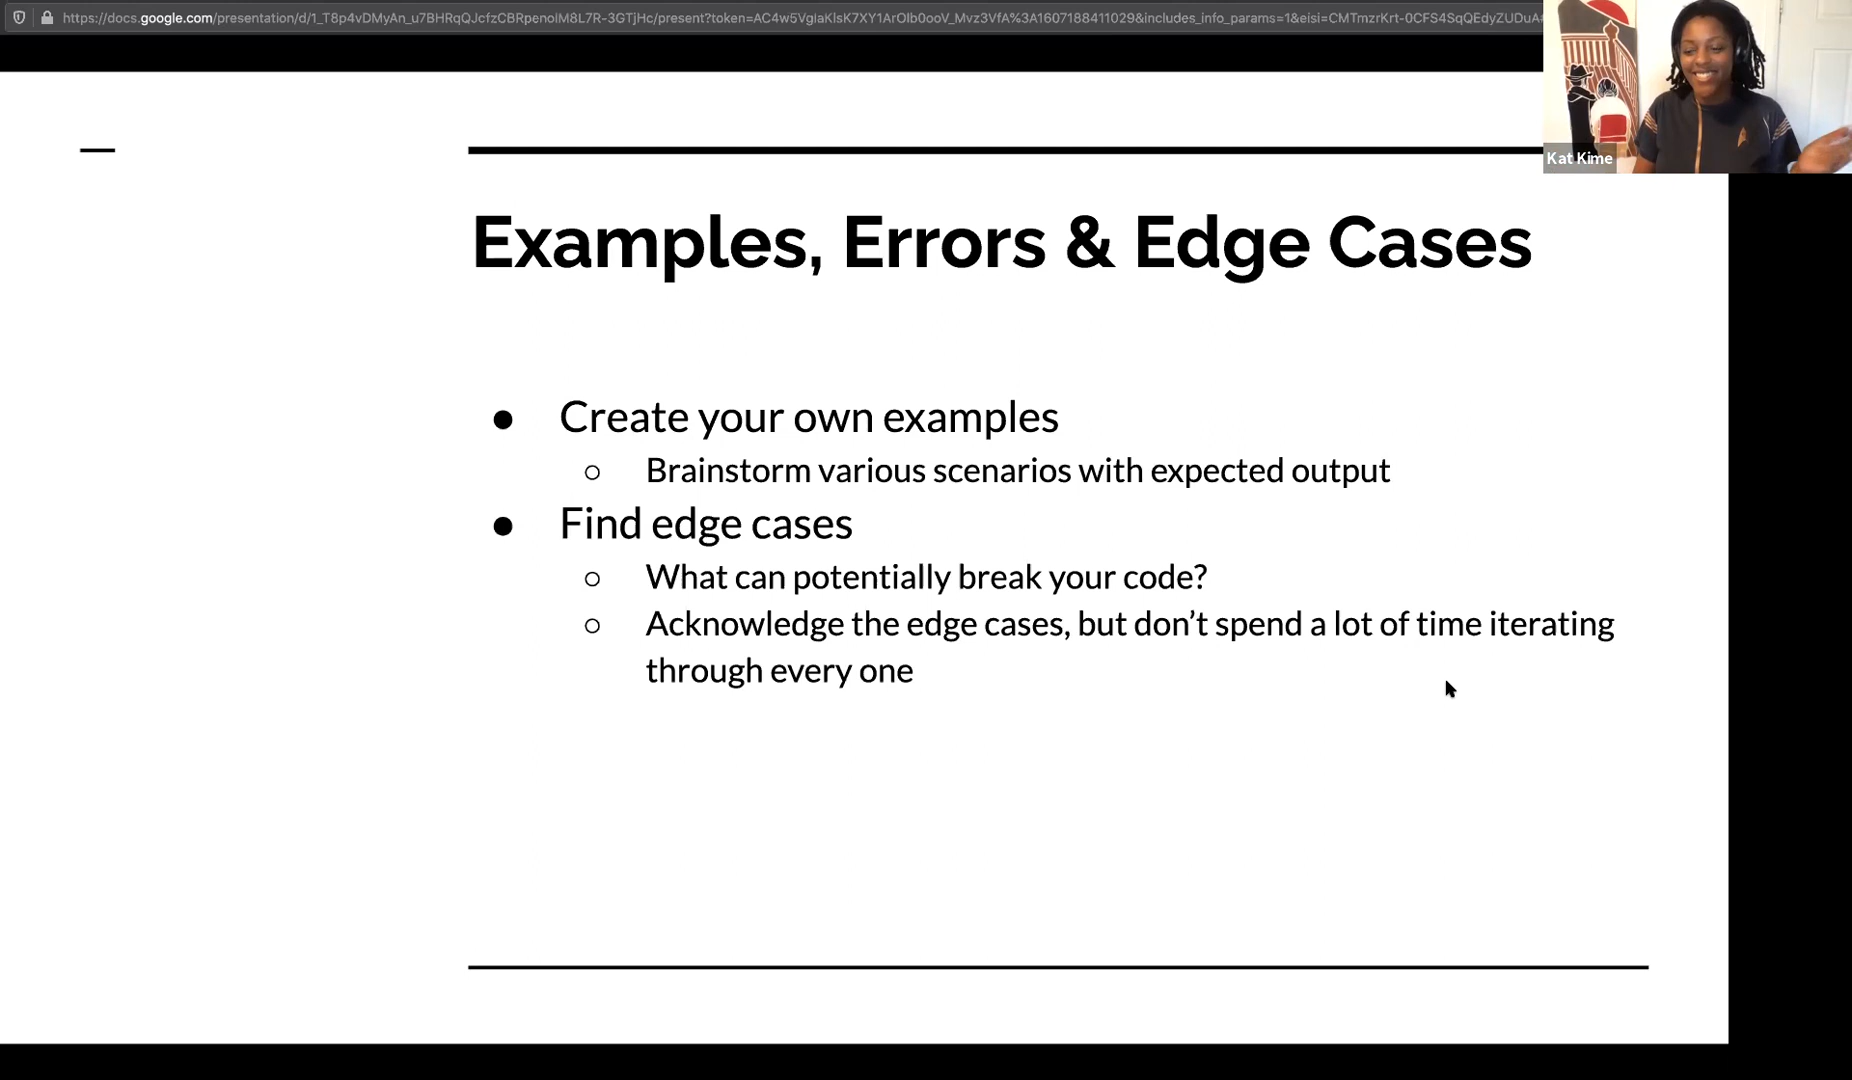 https://docs.google.com/presentation/d/1_T8p4vDMyAn_u7BHRqQJcfzCBRpenoIM8L7R-3GTjHc/present?token=AC4w5VglaKlsK7XY1ArOlb0ooV_Mvz3VfA%3A1607188411029&includes_info_params=1&eisi=CMTmzrKrt-0CFS4SqQEdyZUDuA#
Kat Kime
Examples, Errors & Edge Cases
● Create your own examples
○ Brainstorm various scenarios with expected output
● Find edge cases
○ What can potentially break your code?
○ Acknowledge the edge cases, but don’t spend a lot of time iterating
through every one